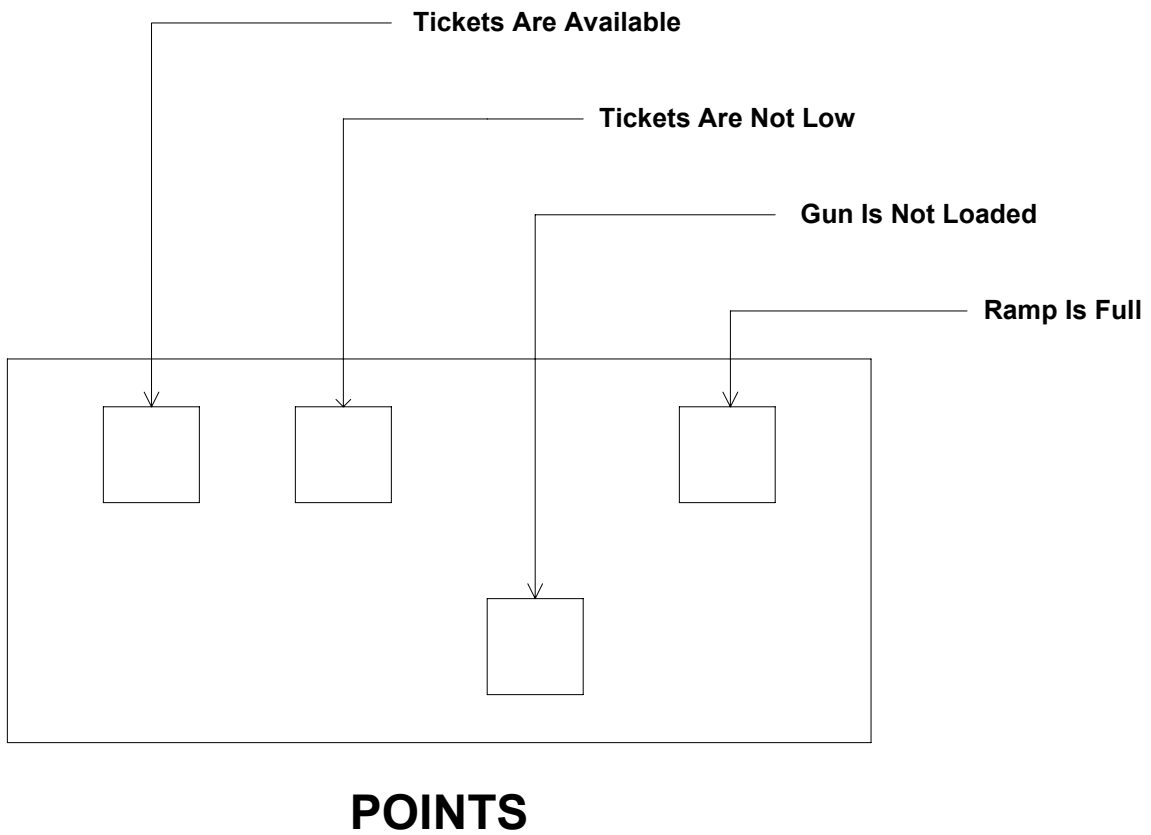 Tickets Are Available
Tickets Are Not Low
Gun Is Not Loaded
Ramp Is Full
POINTS